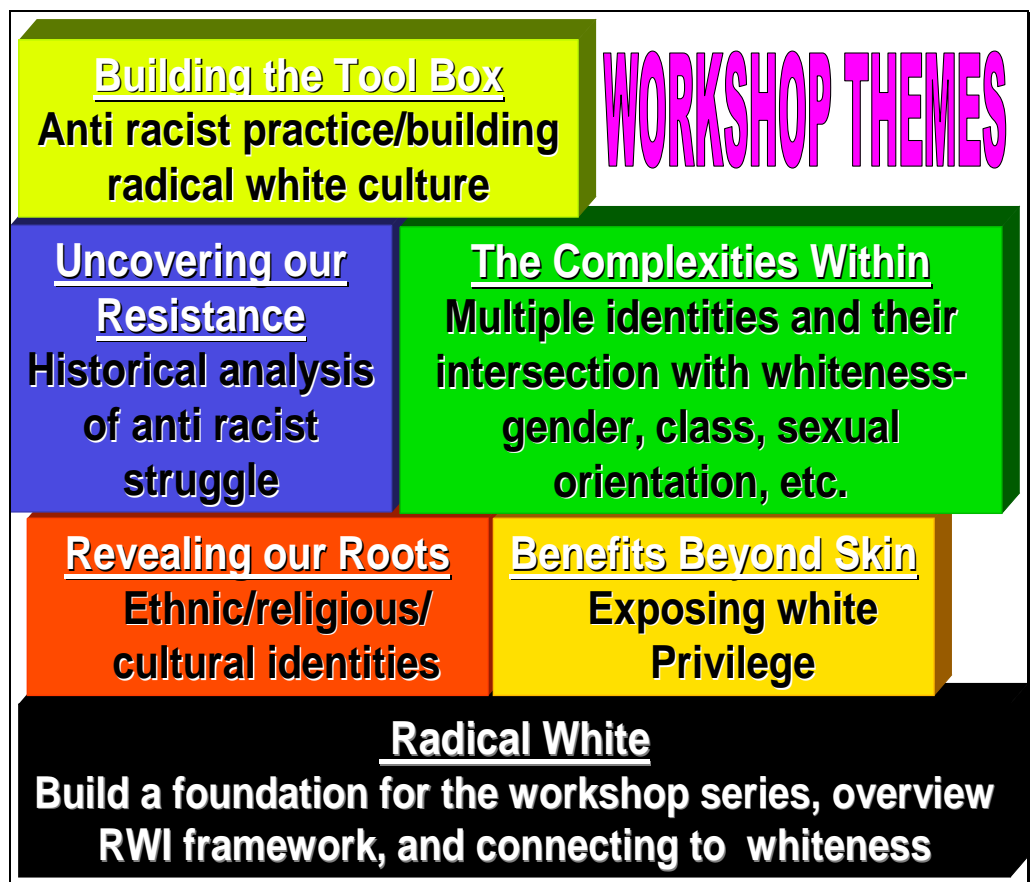 WORKSHOP THEMES
Building the Tool Box
Anti racist practice/building
radical white culture
Uncovering our
Resistance
Historical analysis
of anti racist
struggle
The Complexities Within
Multiple identities and their
intersection with whiteness-
gender, class, sexual
orientation, etc.
Revealing our Roots
Ethnic/religious/
cultural identities
Benefits Beyond Skin
Exposing white
Privilege
Radical White
Build a foundation for the workshop series, overview
RWI framework, and connecting to whiteness